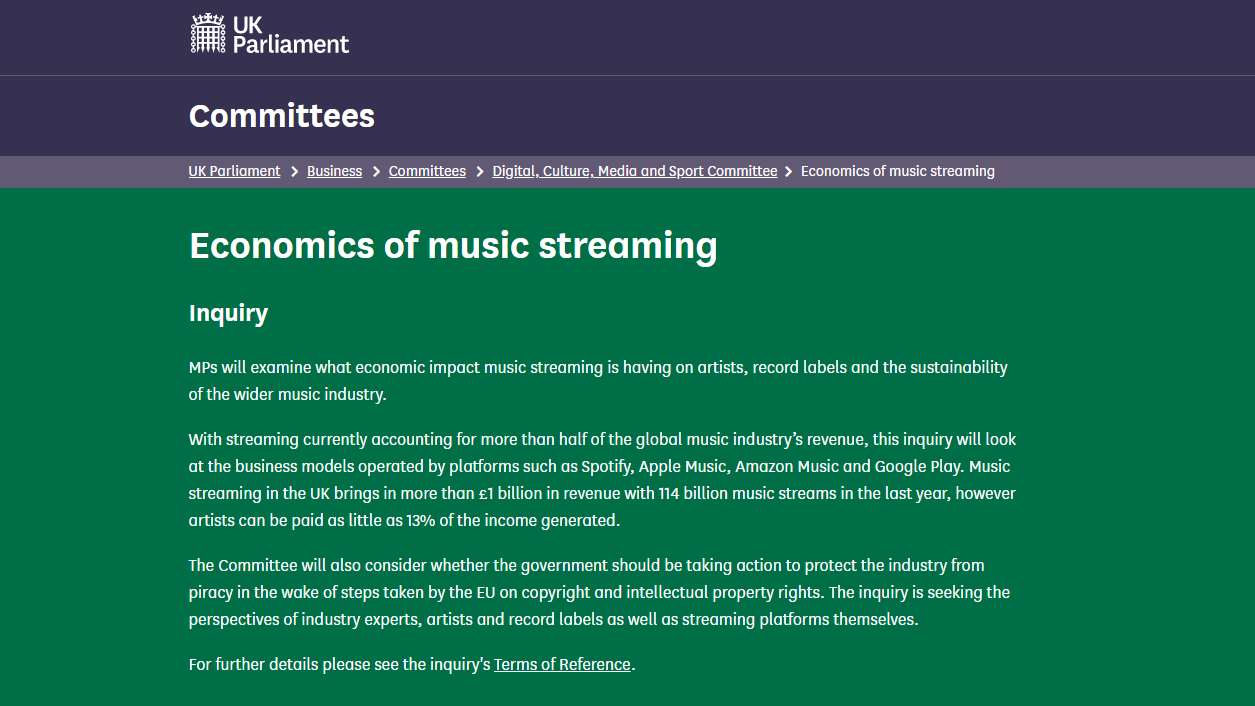 UK
Parliament
Committees
UK Parliament > Business > Committees > Digital, Culture, Media and Sport Committee > Economics of music streaming
Economics of music streaming
Inquiry
MPs will examine what economic impact music streaming is having on artists, record labels and the sustainability
of the wider music industry.
With streaming currently accounting for more than half of the global music industry’s revenue, this inquiry will look
at the business models operated by platforms such as Spotify, Apple Music, Amazon Music and Google Play. Music
streaming in the UK brings in more than £1 billion in revenue with 114 billion music streams in the last year, however
artists can be paid as little as 13% of the income generated.
The Committee will also consider whether the government should be taking action to protect the industry from
piracy in the wake of steps taken by the EU on copyright and intellectual property rights. The inquiry is seeking the
perspectives of industry experts, artists and record labels as well as streaming platforms themselves.
For further details please see the inquiry's Terms of Reference.